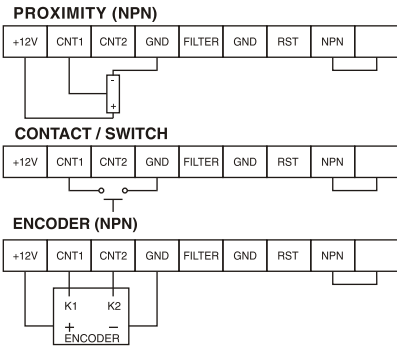 PROXIMITY (NPN)
+12V CNT1 CNT2 GND FILTER GND RST NPN
-
+
CONTACT / SWITCH
+12V CNT1 CNT2 GND FILTER GND RST NPN
ENCODER (NPN)
+12V CNT1 CNT2 GND FILTER GND RST NPN
K1 K2
+ −
ENCODER